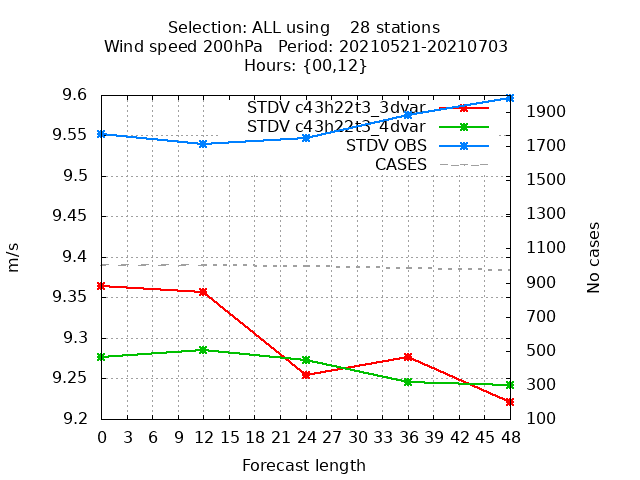 Selection: ALL using    28 stations
Wind speed 200hPa   Period: 20210521-20210703
Hours: {00,12}
STDV c43h22t3_3dvar
STDV c43h22t3_4dvar
STDV OBS
CASES
m/s
9.6
9.55
9.5
9.45
9.4
9.35
9.3
9.25
9.2
1900
1700
1500
1300
1100
900
700
500
300
100
No cases
0 3 6 9 12 15 18 21 24 27 30 33 36 39 42 45 48
Forecast length